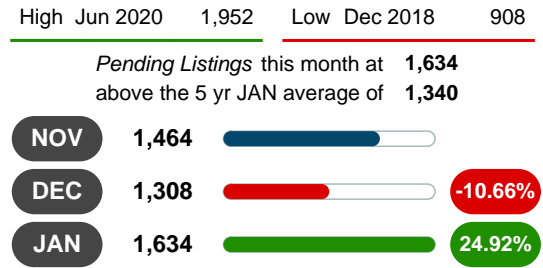 High Jun 2020 1,952 Low Dec 2018 908
Pending Listings this month at 1,634
above the 5 yr JAN average of 1,340
NOV 1,464
DEC 1,308 -10.66%
JAN 1,634 24.92%